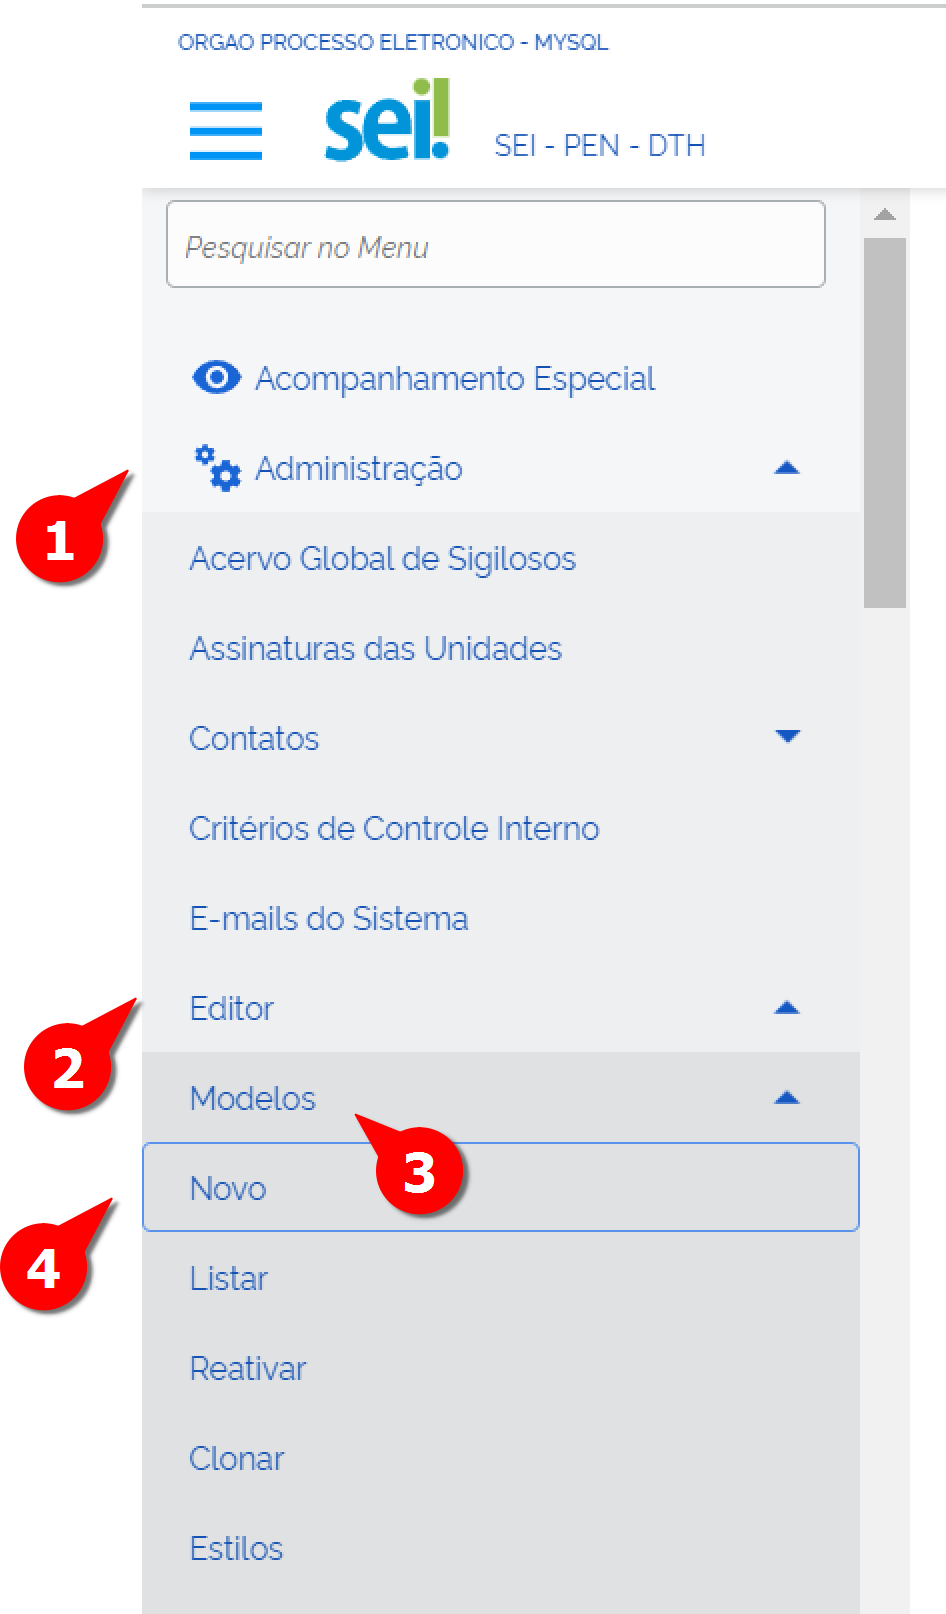 ORGAO PROCESSO ELETRONICO - MYSQL
sei!
SEI - PEN - DTH
Pesquisar no Menu
Acompanhamento Especial
Administração
1
Acervo Global de Sigilosos
Assinaturas das Unidades
Contatos
Critérios de Controle Interno
E-mails do Sistema
Editor
2
Modelos
3
Novo
4
Listar
Reativar
Clonar
Estilos